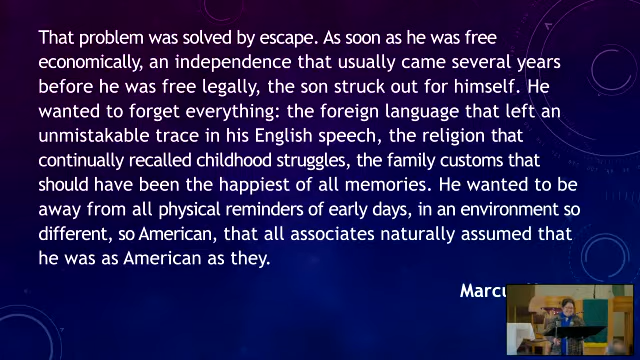 That problem was solved by escape. As soon as he was free
economically, an independence that usually came several years
before he was free legally, the son struck out for himself. He
wanted to forget everything: the foreign language that left an
unmistakable trace in his English speech, the religion that
continually recalled childhood struggles, the family customs that
should have been the happiest of all memories. He wanted to be
away from all physical reminders of early days, in an environment so
different, so American, that all associates naturally assumed that
he was as American as they.